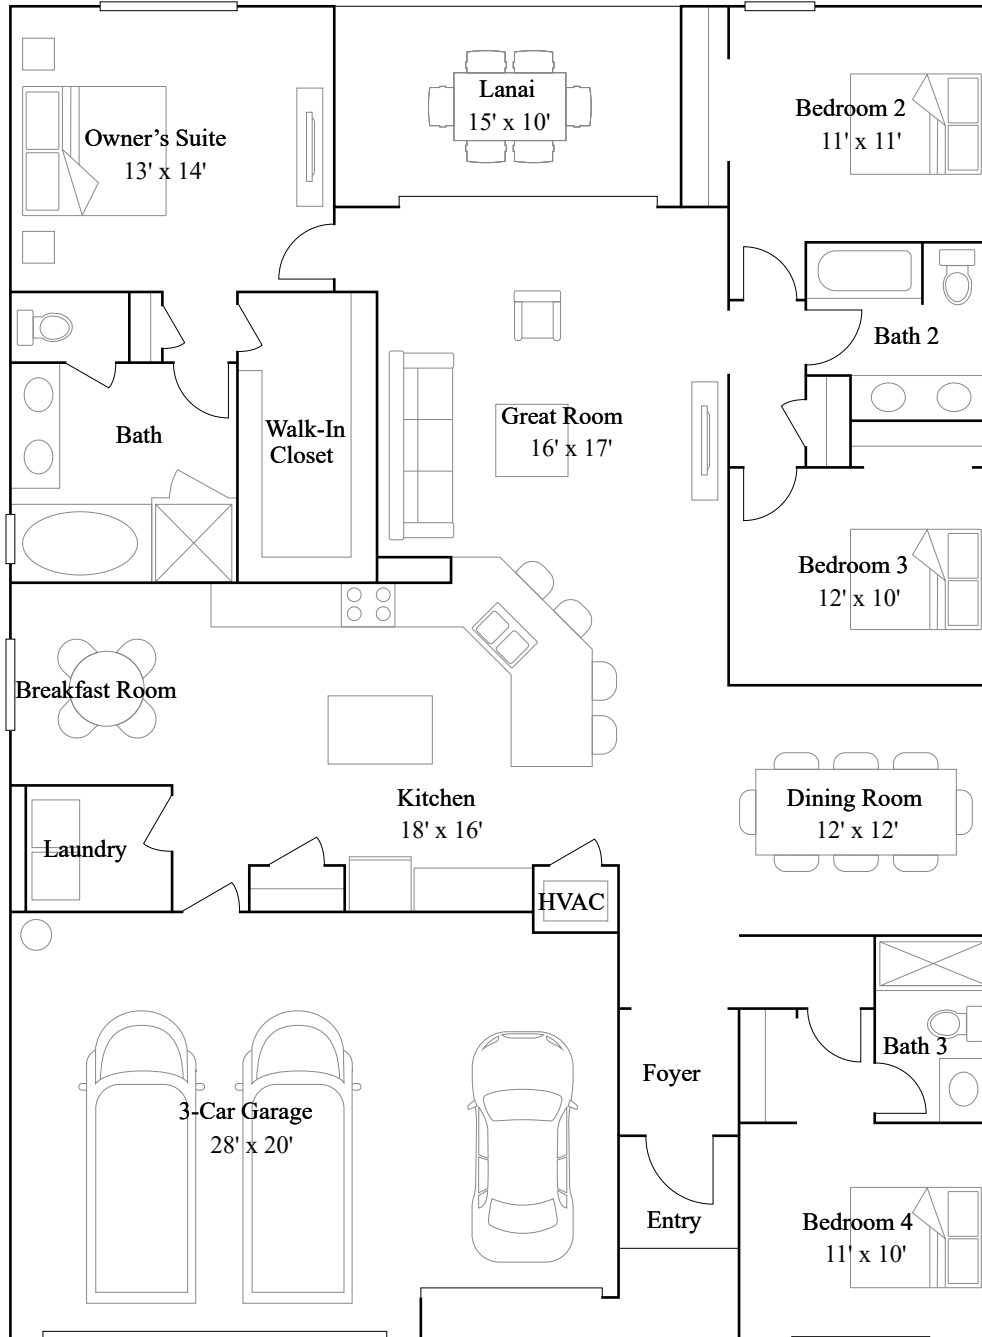 Lanai
15' x 10'
Bedroom 2
11' x 11'
Owner’s Suite
13' x 14'
Bath 2
Great Room
16' x 17'
Walk-In
Closet
Bath
Bedroom 3
12' x 10'
Breakfast Room
Kitchen
18' x 16'
Dining Room
12' x 12'
Laundry
HVAC
Bath 3
Foyer
3-Car Garage
28' x 20'
Entry
Bedroom 4
11' x 10'